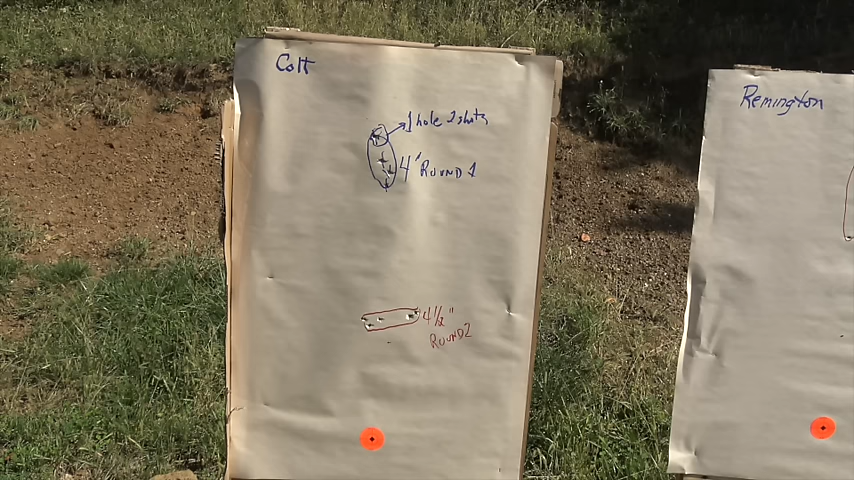 Colt
1 hole 2 shots
4" ROUND 1
4 1/2"
ROUND 2
Remington